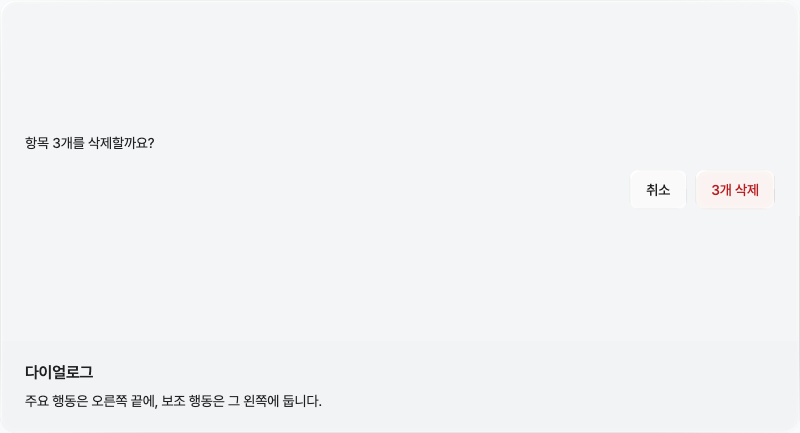 항목 3개를 삭제할까요?
취소
3개 삭제
다이얼로그
주요 행동은 오른쪽 끝에, 보조 행동은 그 왼쪽에 둡니다.